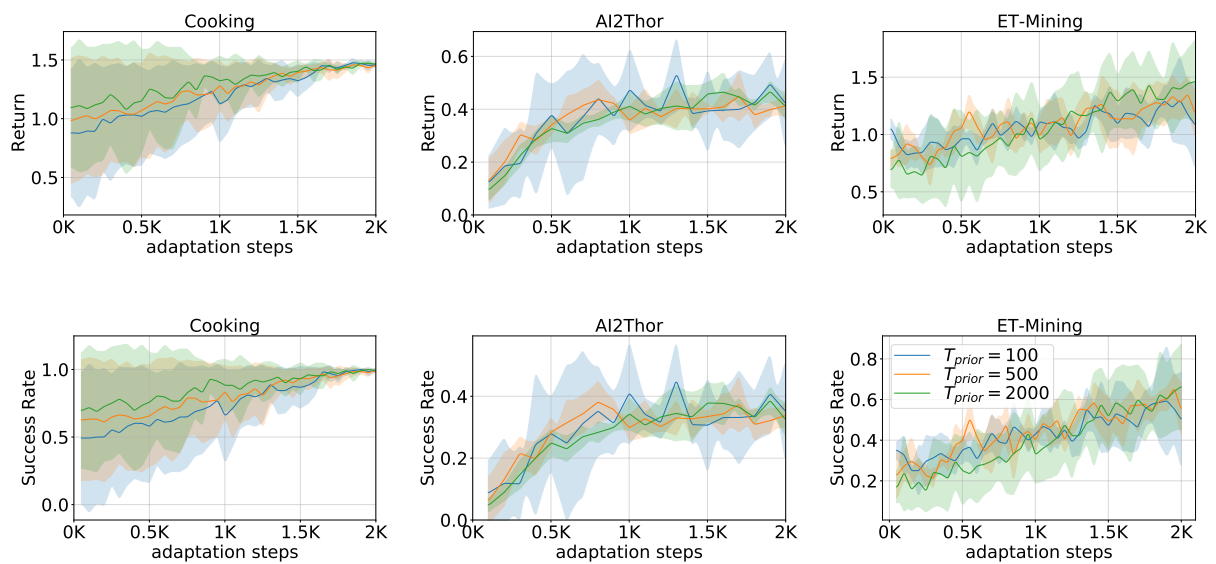 Cooking
AI2Thor
ET-Mining
Return
1.5
1.0
0.5
0K
0.5K
1K
1.5K
2K
adaptation steps
Return
0.6
0.4
0.2
0.0
0K
0.5K
1K
1.5K
2K
adaptation steps
Return
1.5
1.0
0.5
0K
0.5K
1K
1.5K
2K
adaptation steps
Cooking
AI2Thor
ET-Mining
Success Rate
1.0
0.5
0.0
0K
0.5K
1K
1.5K
2K
adaptation steps
Success Rate
0.4
0.2
0.0
0K
0.5K
1K
1.5K
2K
adaptation steps
Success Rate
0.8
0.6
0.4
0.2
T_prior = 100
T_prior = 500
T_prior = 2000
0K
0.5K
1K
1.5K
2K
adaptation steps